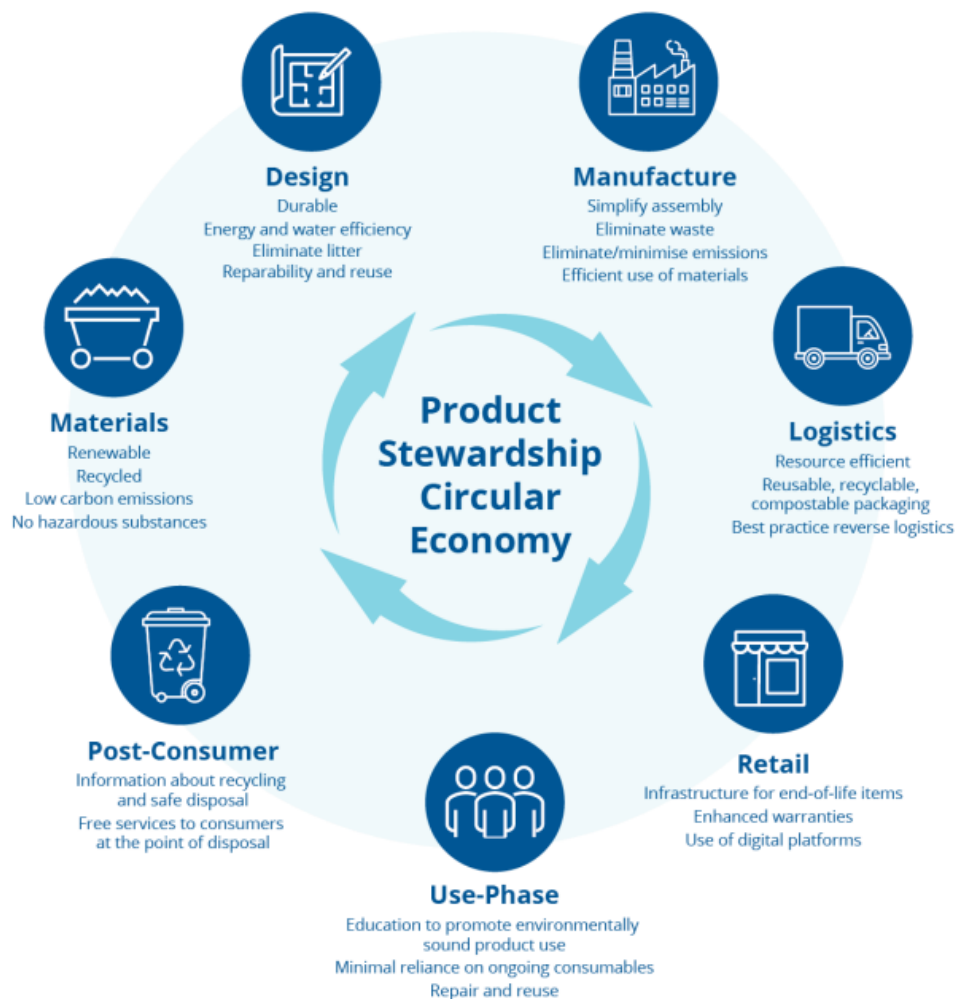 Design
Durable
Energy and water efficiency
Eliminate litter
Reparability and reuse
Manufacture
Simplify assembly
Eliminate waste
Eliminate/minimise emissions
Efficient use of materials
Materials
Renewable
Recycled
Low carbon emissions
No hazardous substances
Product
Stewardship
Circular
Economy
Logistics
Resource efficient
Reusable, recyclable,
compostable packaging
Best practice reverse logistics
Post-Consumer
Information about recycling
and safe disposal
Free services to consumers
at the point of disposal
Retail
Infrastructure for end-of-life items
Enhanced warranties
Use of digital platforms
Use-Phase
Education to promote environmentally
sound product use
Minimal reliance on ongoing consumables
Repair and reuse